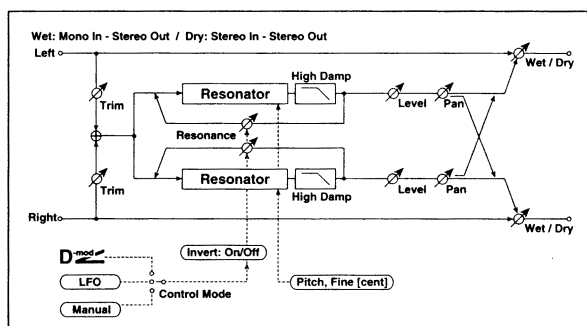 Wet: Mono In - Stereo Out / Dry: Stereo In - Stereo Out
Left
Wet / Dry
High Damp
Trim
Resonator
Level
Pan
Resonance
Trim
Resonator
High Damp
Level
Pan
Right
Wet / Dry
D-mod
Invert: On/Off
LFO
Control Mode
Pitch, Fine [cent]
Manual